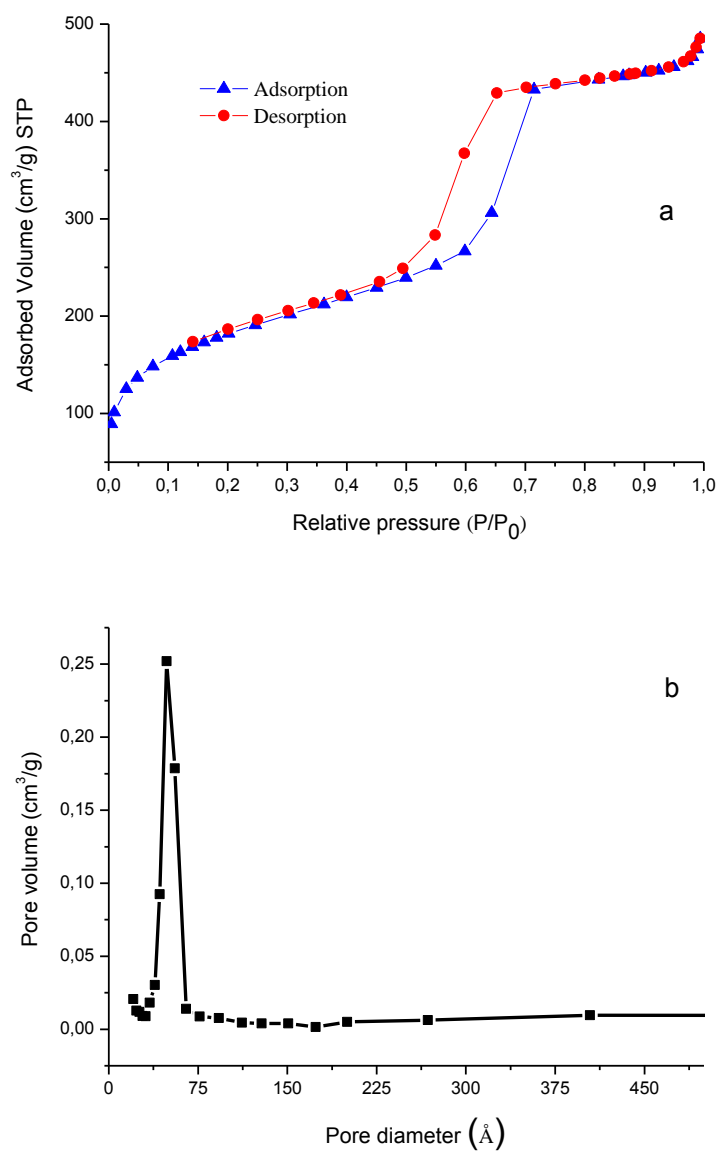 500
400
300
200
100
Adsorbed Volume (cm³/g) STP
Adsorption
Desorption
a
0,0 0,1 0,2 0,3 0,4 0,5 0,6 0,7 0,8 0,9 1,0
Relative pressure (P/P₀)
0,25
0,20
0,15
0,10
0,05
0,00
Pore volume (cm³/g)
b
0 75 150 225 300 375 450
Pore diameter (Å)